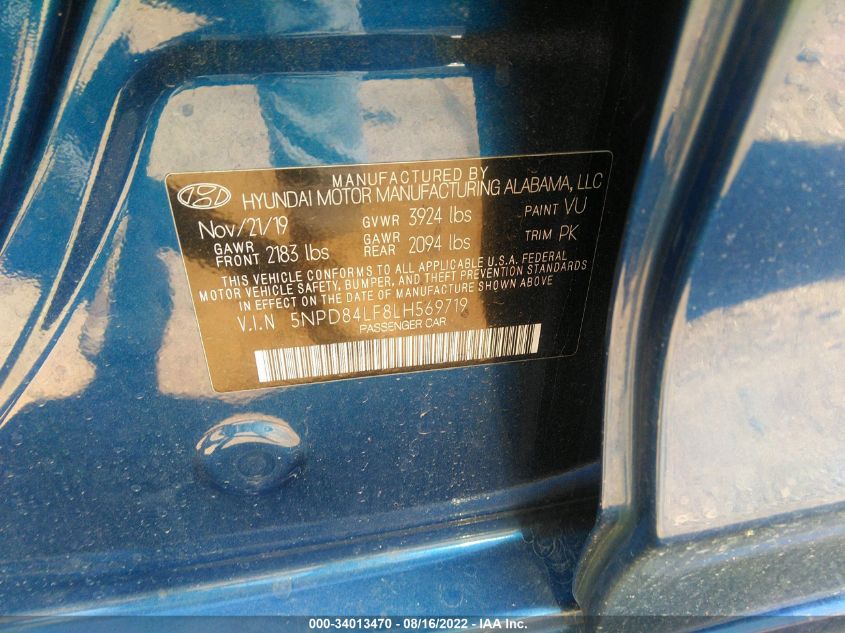 MANUFACTURED BY
HYUNDAI MOTOR MANUFACTURING ALABAMA, LLC
Nov/21/19 GVWR 3924 lbs PAINT VU
GAWR FRONT 2183 lbs GAWR REAR 2094 lbs TRIM PK
THIS VEHICLE CONFORMS TO ALL APPLICABLE U.S.A. FEDERAL
MOTOR VEHICLE SAFETY, BUMPER, AND THEFT PREVENTION STANDARDS
IN EFFECT ON THE DATE OF MANUFACTURE SHOWN ABOVE
V.I.N 5NPD84LF8LH569719
PASSENGER CAR
000-34013470 - 08/16/2022 - IAA Inc.